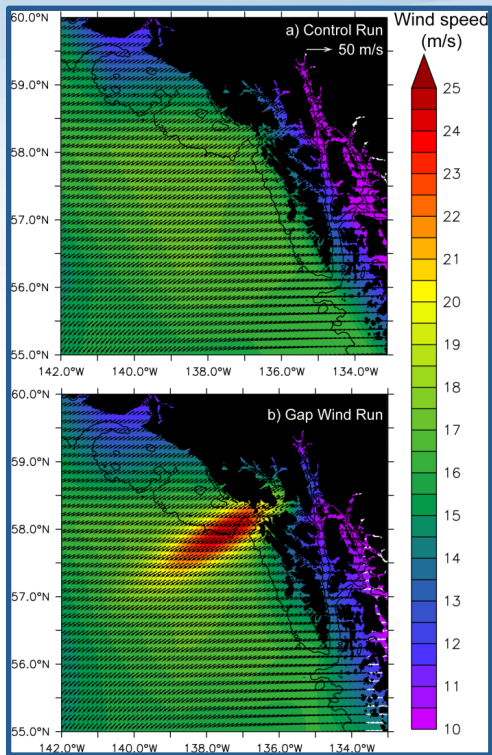 Wind speed
(m/s)
a) Control Run
50 m/s
60.0°N
59.0°N
58.0°N
57.0°N
56.0°N
55.0°N
142.0°W
140.0°W
138.0°W
136.0°W
134.0°W
b) Gap Wind Run
60.0°N
59.0°N
58.0°N
57.0°N
56.0°N
55.0°N
142.0°W
140.0°W
138.0°W
136.0°W
134.0°W
25
24
23
22
21
20
19
18
17
16
15
14
13
12
11
10